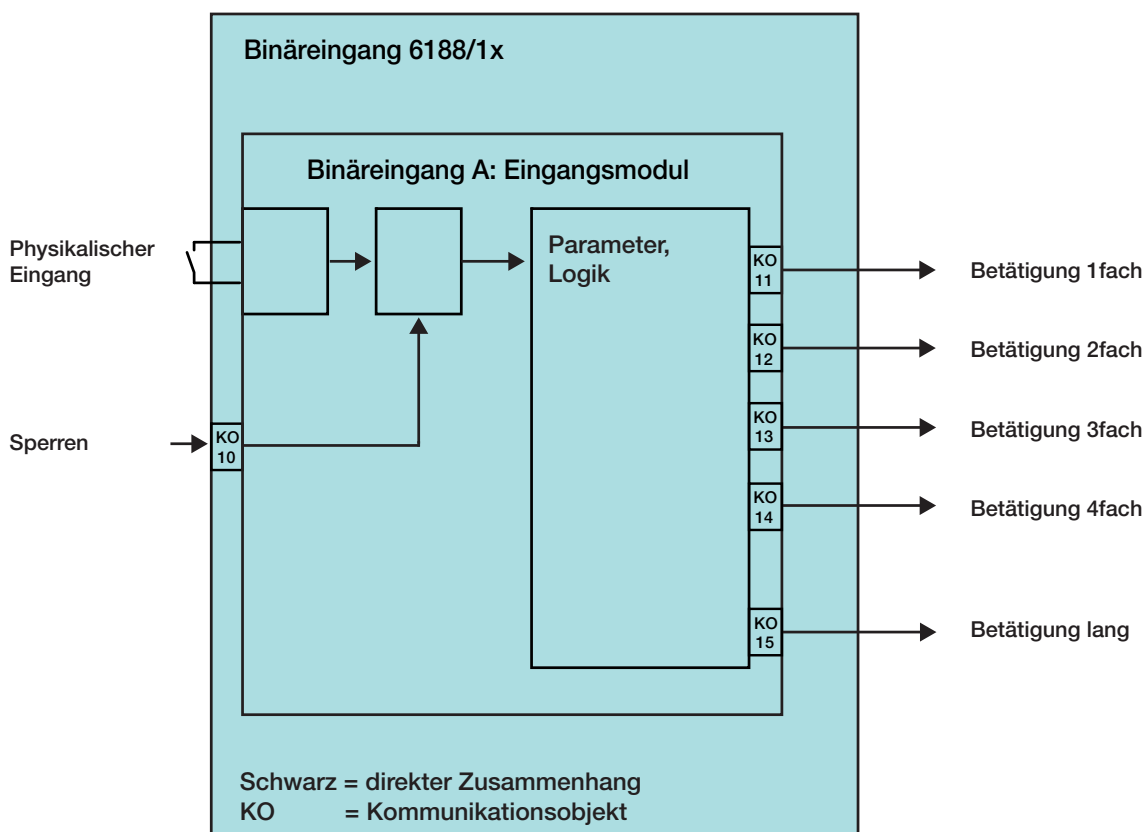 Binäreingang 6188/1x
Binäreingang A: Eingangsmodul
Physikalischer
Eingang
Parameter,
Logik
KO
11
Betätigung 1fach
KO
12
Betätigung 2fach
Sperren
KO
10
KO
13
Betätigung 3fach
KO
14
Betätigung 4fach
KO
15
Betätigung lang
Schwarz = direkter Zusammenhang
KO = Kommunikationsobjekt